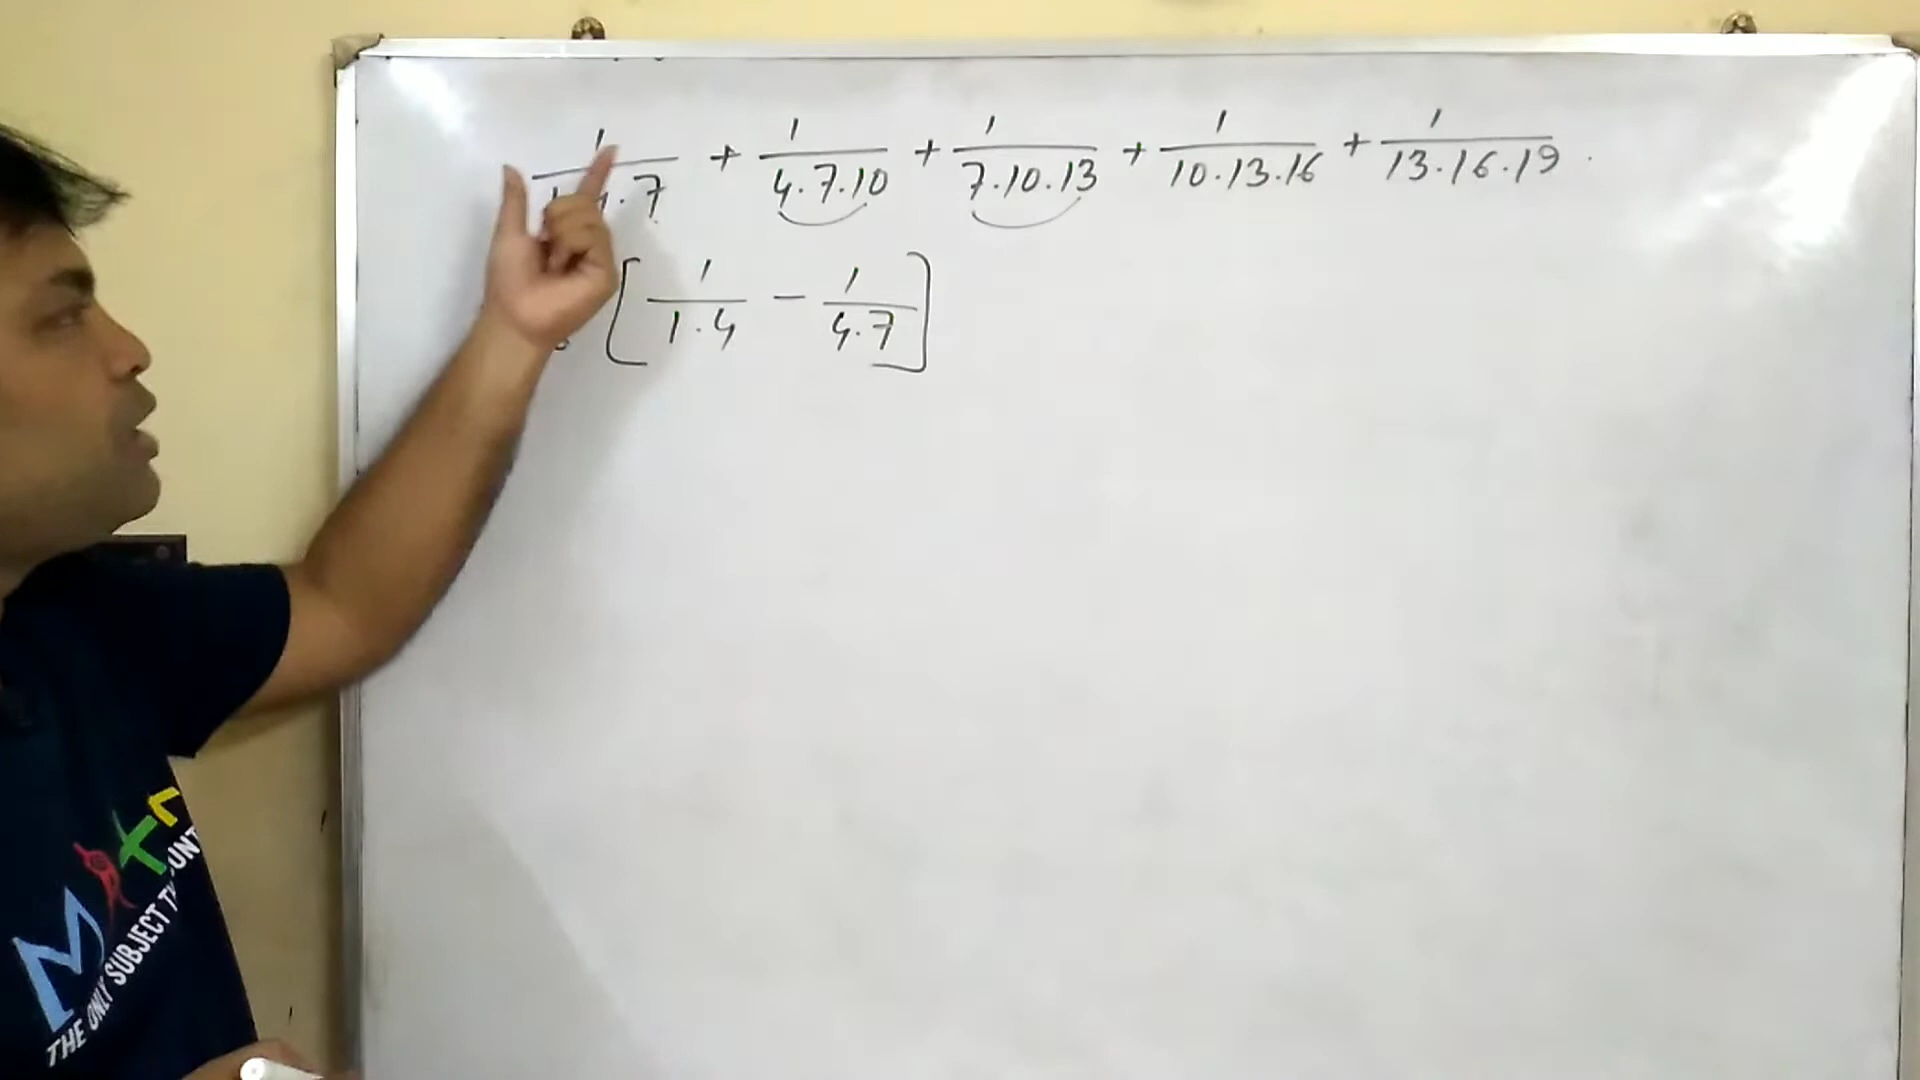 1/1.4.7 + 1/4.7.10 + 1/7.10.13 + 1/10.13.16 + 1/13.16.19 .
[ 1/1.4 - 1/4.7 ]
THE ONLY SUBJECT